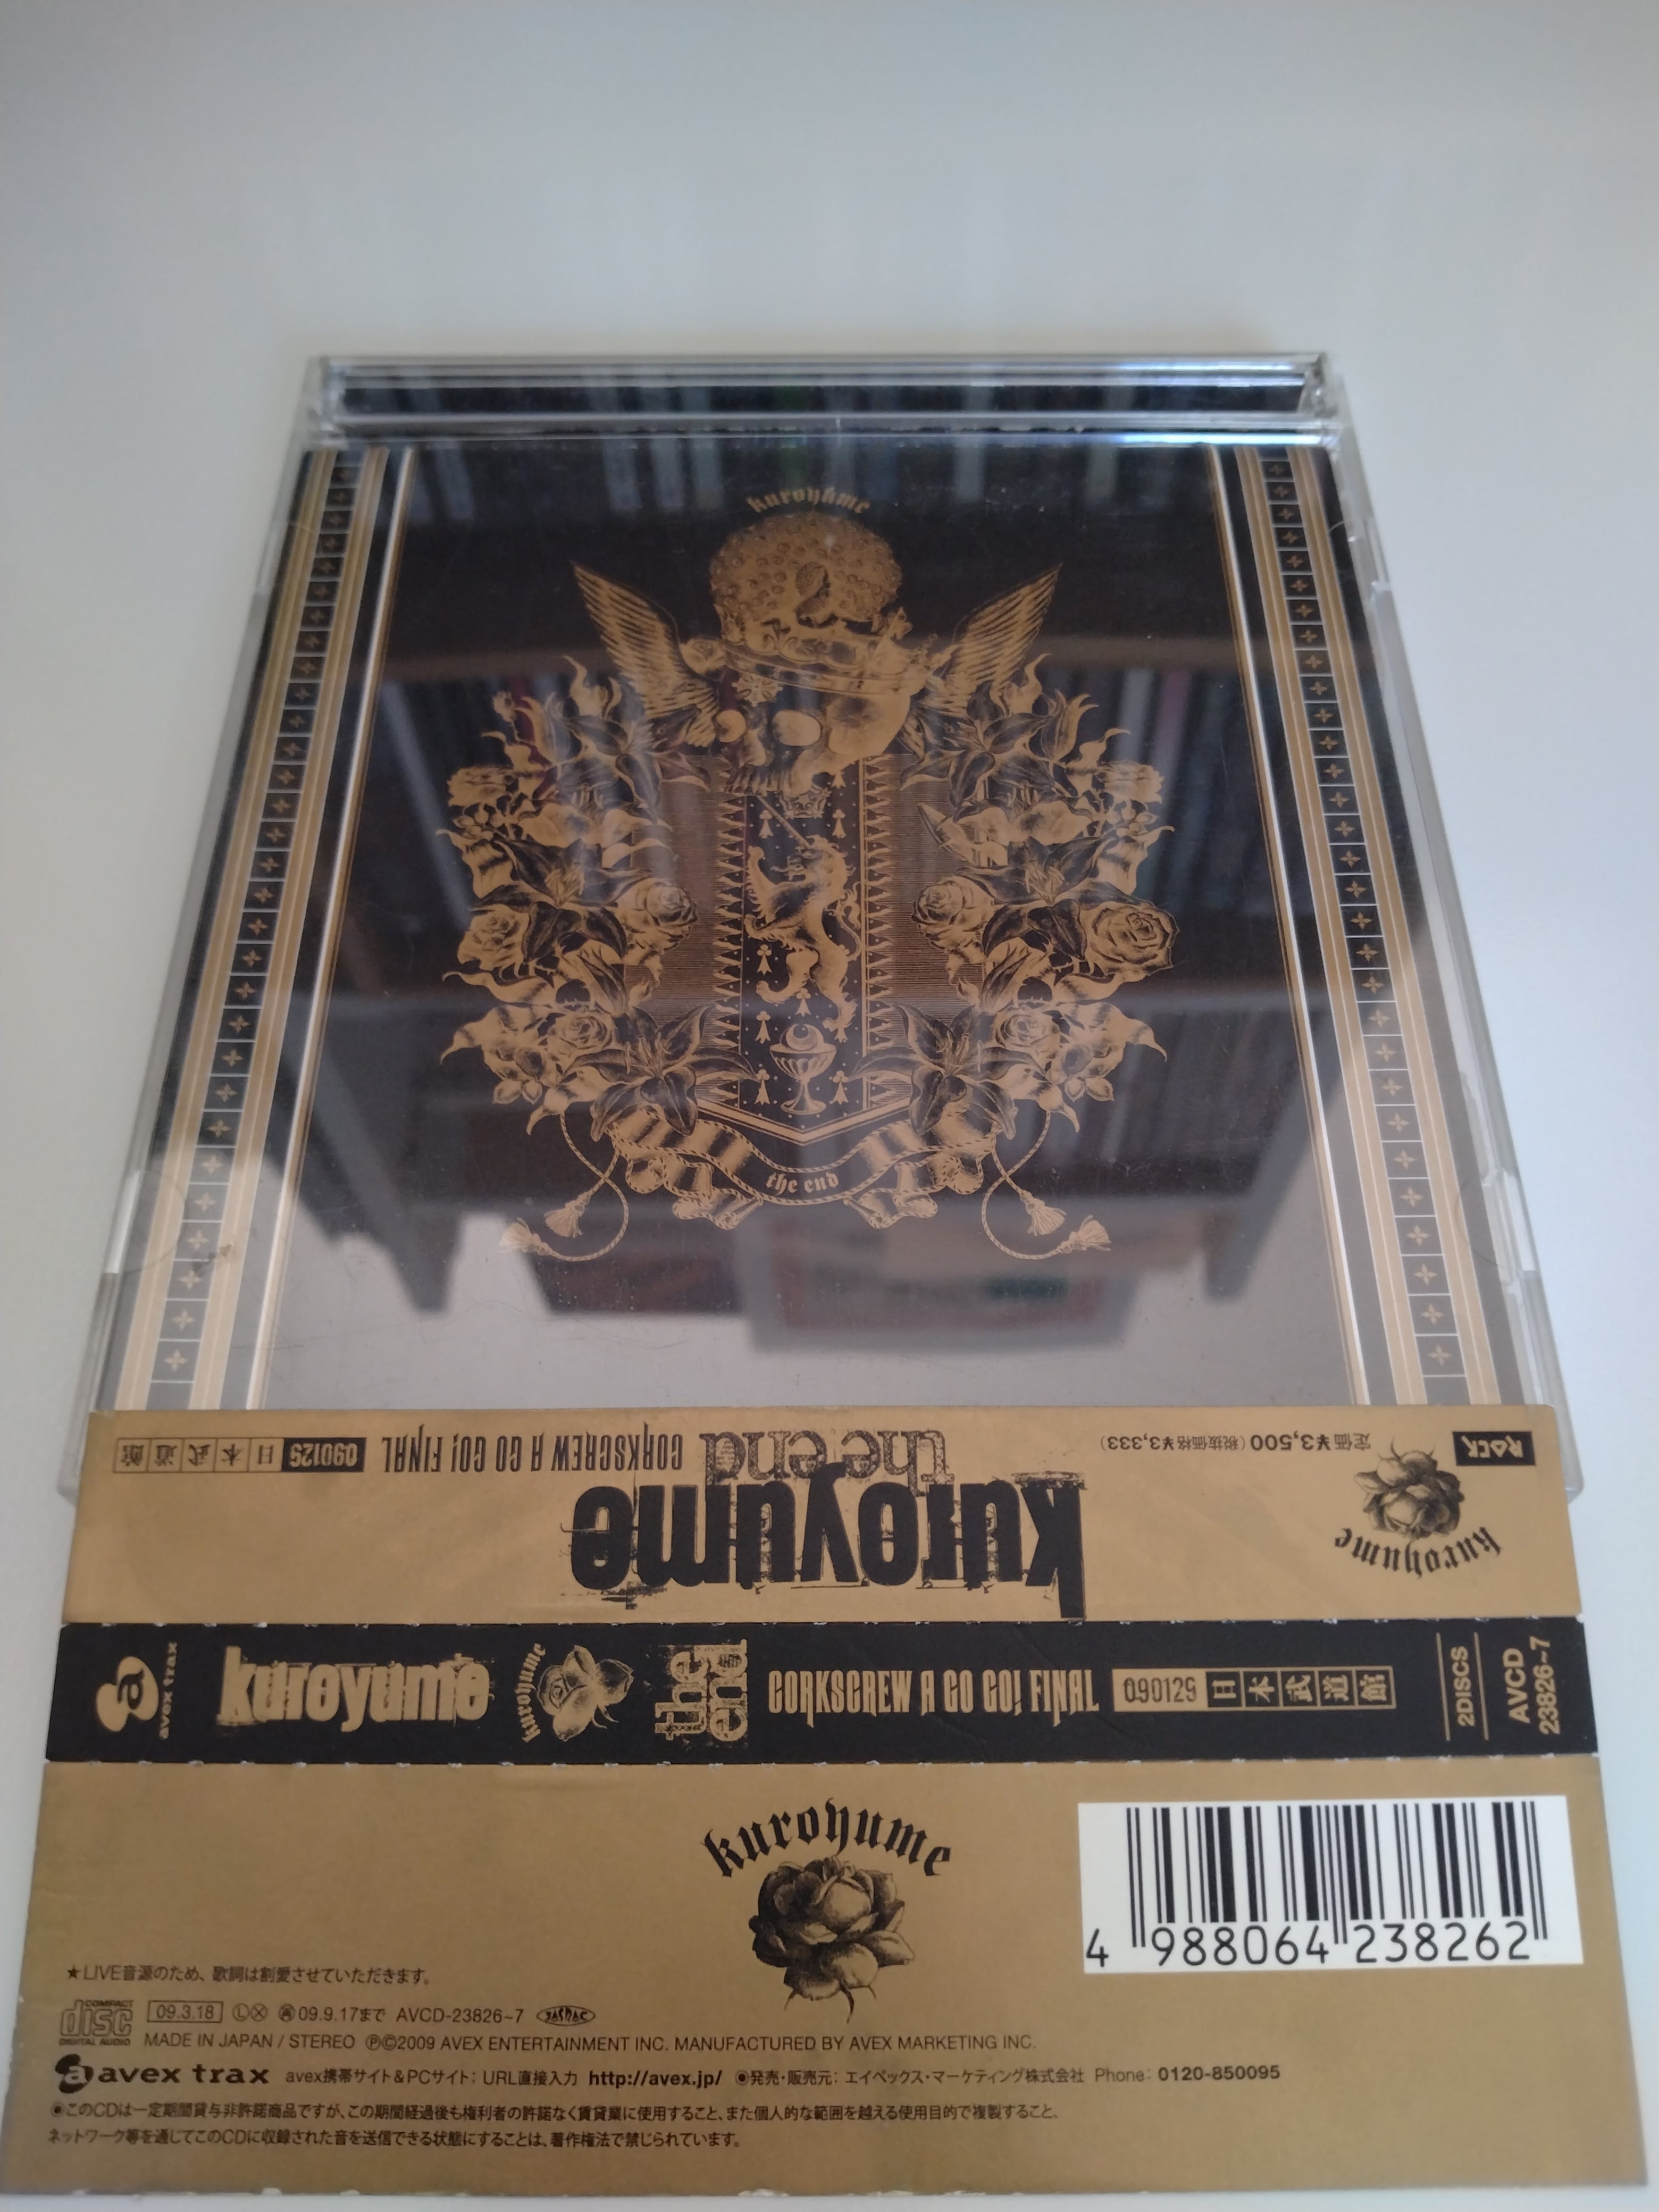 kuroyume
the end
ROCK
kuroyume
定価¥3,500(税抜価格¥3,333)
kuroyume
the end
CORKSCREW A GO GO! FINAL
090129 日本武道館
avex trax
kuroyume
kuroyume
the end
CORKSCREW A GO GO! FINAL
090129 日本武道館
2DISCS
AVCD
23826~7
kuroyume
4 988064 238262
★LIVE音源のため、歌詞は割愛させていただきます。
COMPACT disc DIGITAL AUDIO
09.3.18 Ⓛ Ⓧ ㊢09.9.17まで AVCD-23826~7 JASRAC
MADE IN JAPAN / STEREO ℗©2009 AVEX ENTERTAINMENT INC. MANUFACTURED BY AVEX MARKETING INC.
avex trax avex携帯サイト&PCサイト: URL直接入力 http://avex.jp/ ◉発売・販売元: エイベックス・マーケティング株式会社 Phone: 0120-850095
◉このCDは一定期間貸与非許諾商品ですが、この期間経過後も権利者の許諾なく賃貸業に使用すること、また個人的な範囲を越える使用目的で複製すること、
ネットワーク等を通じてこのCDに収録された音を送信できる状態にすることは、著作権法で禁じられています。